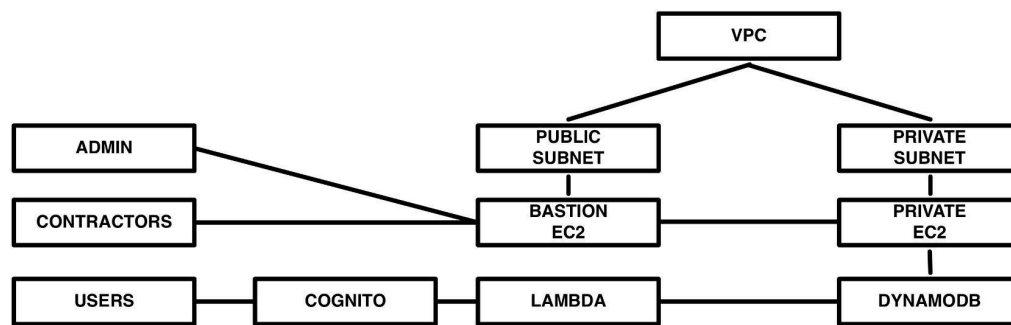 VPC
ADMIN
PUBLIC
SUBNET
PRIVATE
SUBNET
CONTRACTORS
BASTION
EC2
PRIVATE
EC2
USERS
COGNITO
LAMBDA
DYNAMODB